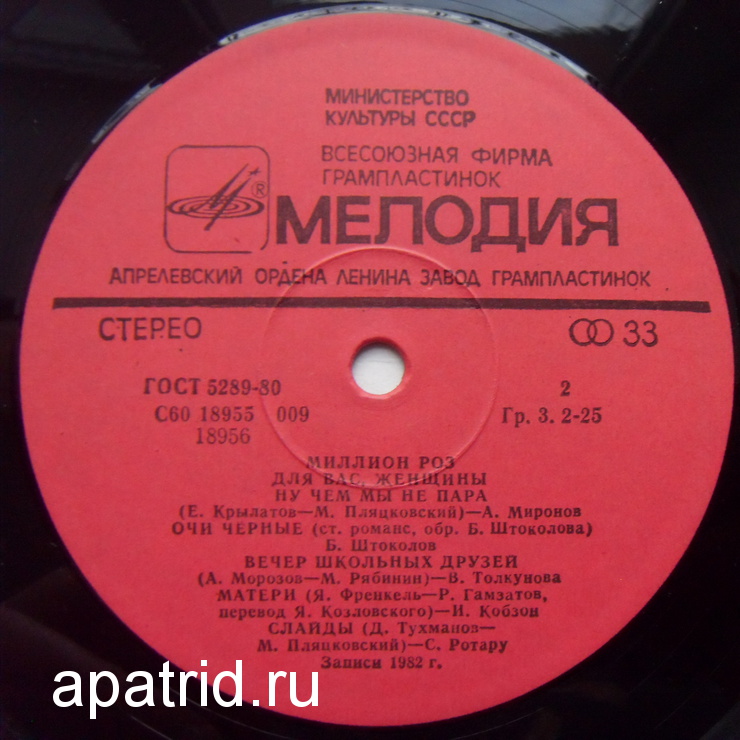 МИНИСТЕРСТВО
КУЛЬТУРЫ СССР
ВСЕСОЮЗНАЯ ФИРМА
ГРАМПЛАСТИНОК
® МЕЛОДИЯ
АПРЕЛЕВСКИЙ ОРДЕНА ЛЕНИНА ЗАВОД ГРАМПЛАСТИНОК
СТЕРЕО 33
ГОСТ 5289-80 2
С60 18955 009 Гр. 3. 2-25
18956
МИЛЛИОН РОЗ
ДЛЯ ВАС, ЖЕНЩИНЫ
НУ ЧЕМ МЫ НЕ ПАРА
(Е. Крылатов—М. Пляцковский)—А. Миронов
ОЧИ ЧЕРНЫЕ (ст. романс, обр. Б. Штоколова)
Б. Штоколов
ВЕЧЕР ШКОЛЬНЫХ ДРУЗЕЙ
(А. Морозов—М. Рябинин)—В. Толкунова
МАТЕРИ (Я. Френкель—Р. Гамзатов,
перевод Я. Козловского)—И. Кобзон
СЛАЙДЫ (Д. Тухманов—
М. Пляцковский)—С. Ротару
Записи 1982 г.
apatrid.ru